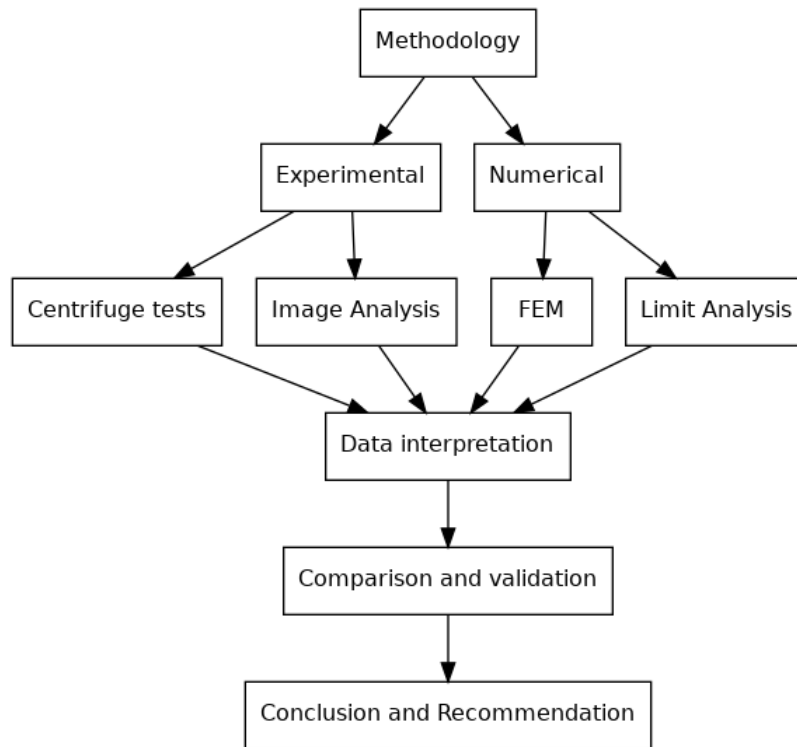 Methodology
Experimental
Numerical
Centrifuge tests
Image Analysis
FEM
Limit Analysis
Data interpretation
Comparison and validation
Conclusion and Recommendation